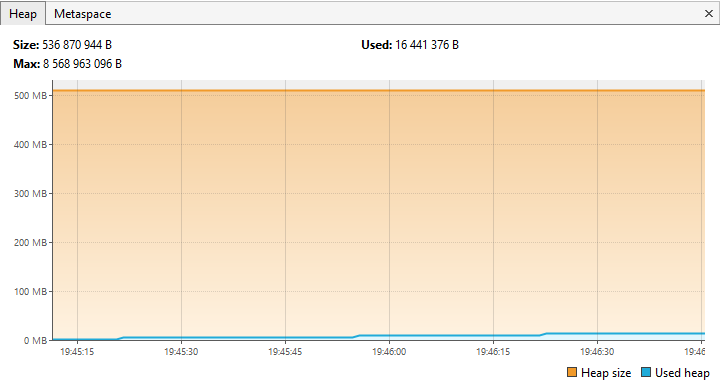 Heap Metaspace ×
Size: 536 870 944 B Used: 16 441 376 B
Max: 8 568 963 096 B
500 MB
400 MB
300 MB
200 MB
100 MB
0 MB
19:45:15 19:45:30 19:45:45 19:46:00 19:46:15 19:46:30 19:46
Heap size Used heap